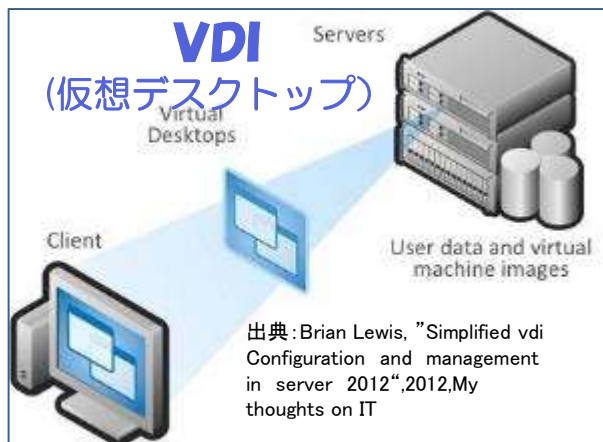 VDI
(仮想デスクトップ)
Servers
Virtual
Desktops
Client
User data and virtual
machine images
出典:Brian Lewis, ”Simplified vdi
Configuration and management
in server 2012“,2012,My
thoughts on IT